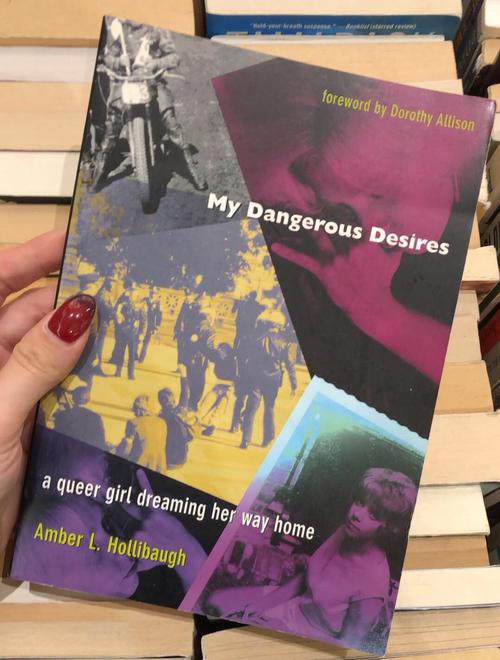 "Hold-your-breath suspense." —Booklist (starred review)
foreword by Dorothy Allison
My Dangerous Desires
a queer girl dreaming her way home
Amber L. Hollibaugh